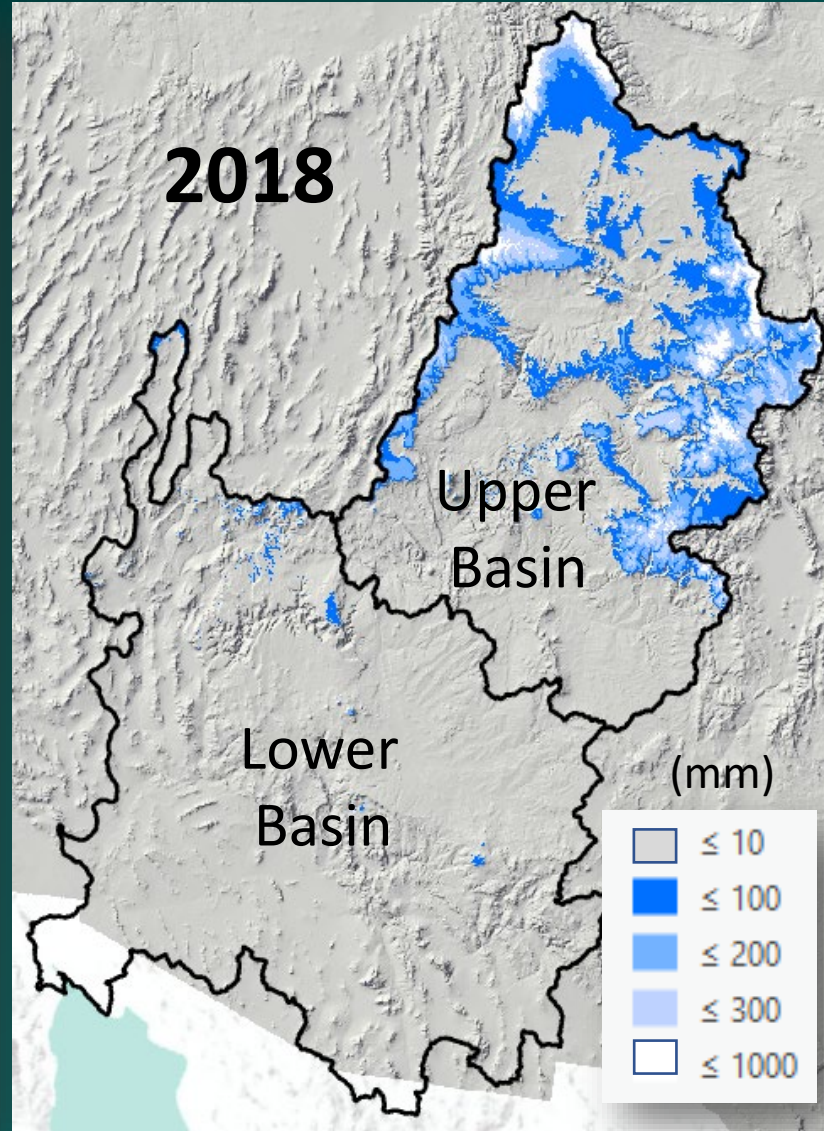 2018
Upper
Basin
Lower
Basin
(mm)
≤ 10
≤ 100
≤ 200
≤ 300
≤ 1000